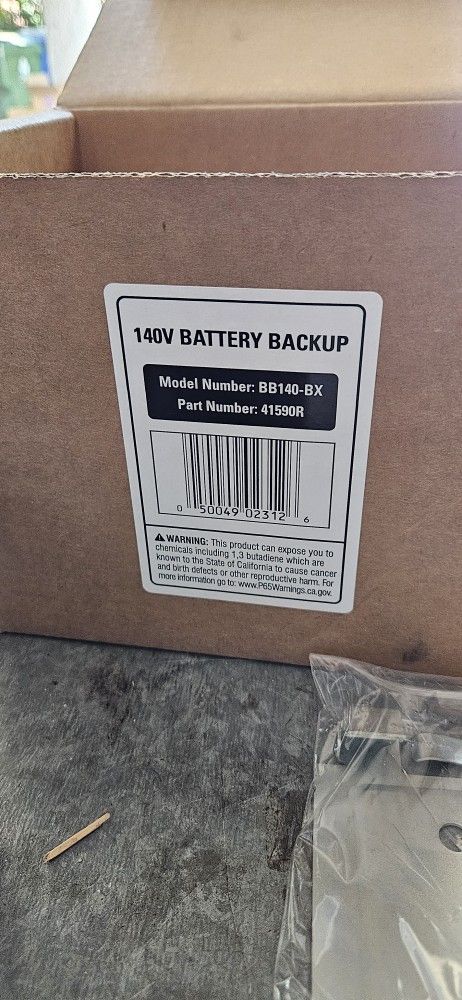 140V BATTERY BACKUP
Model Number: BB140-BX
Part Number: 41590R
0 50049 02312 6
WARNING: This product can expose you to
chemicals including 1,3 butadiene which are
known to the State of California to cause cancer
and birth defects or other reproductive harm. For
more information go to: www.P65Warnings.ca.gov.